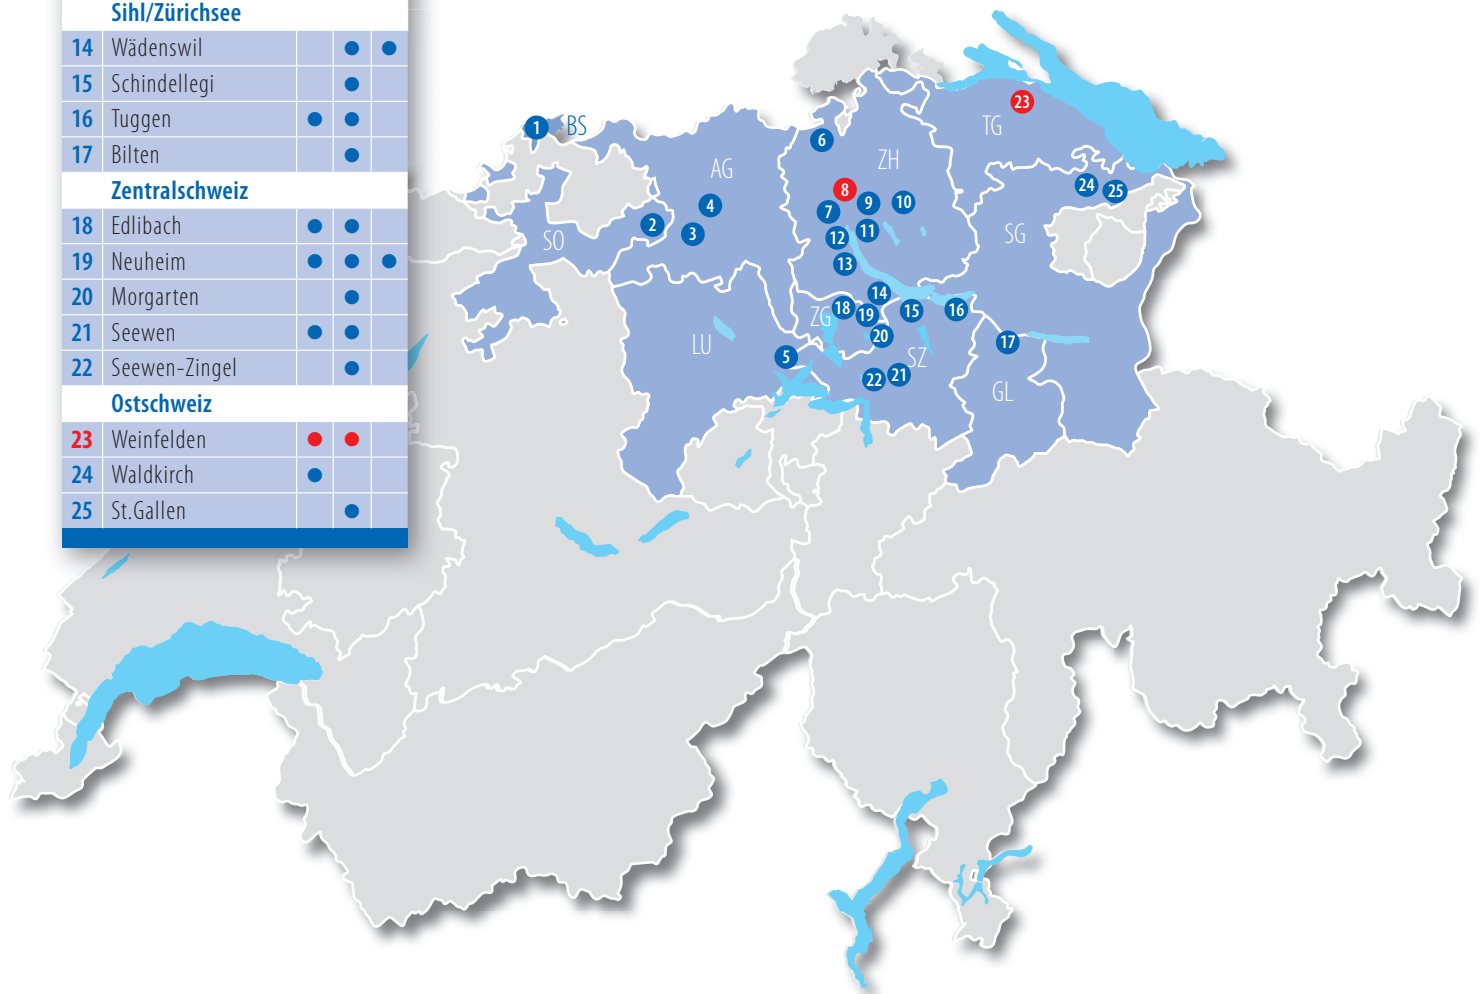 Sihl/Zürichsee
14 Wädenswil
15 Schindellegi
16 Tuggen
17 Bilten
Zentralschweiz
18 Edlibach
19 Neuheim
20 Morgarten
21 Seewen
22 Seewen-Zingel
Ostschweiz
23 Weinfelden
24 Waldkirch
25 St.Gallen
23
TG
1 BS
6
ZH
AG
8
24 25
4
7 9 10
2
3
11
12
SO
SG
13
14
18 19 15 16
ZG
20
17
LU
5
SZ
22 21
GL